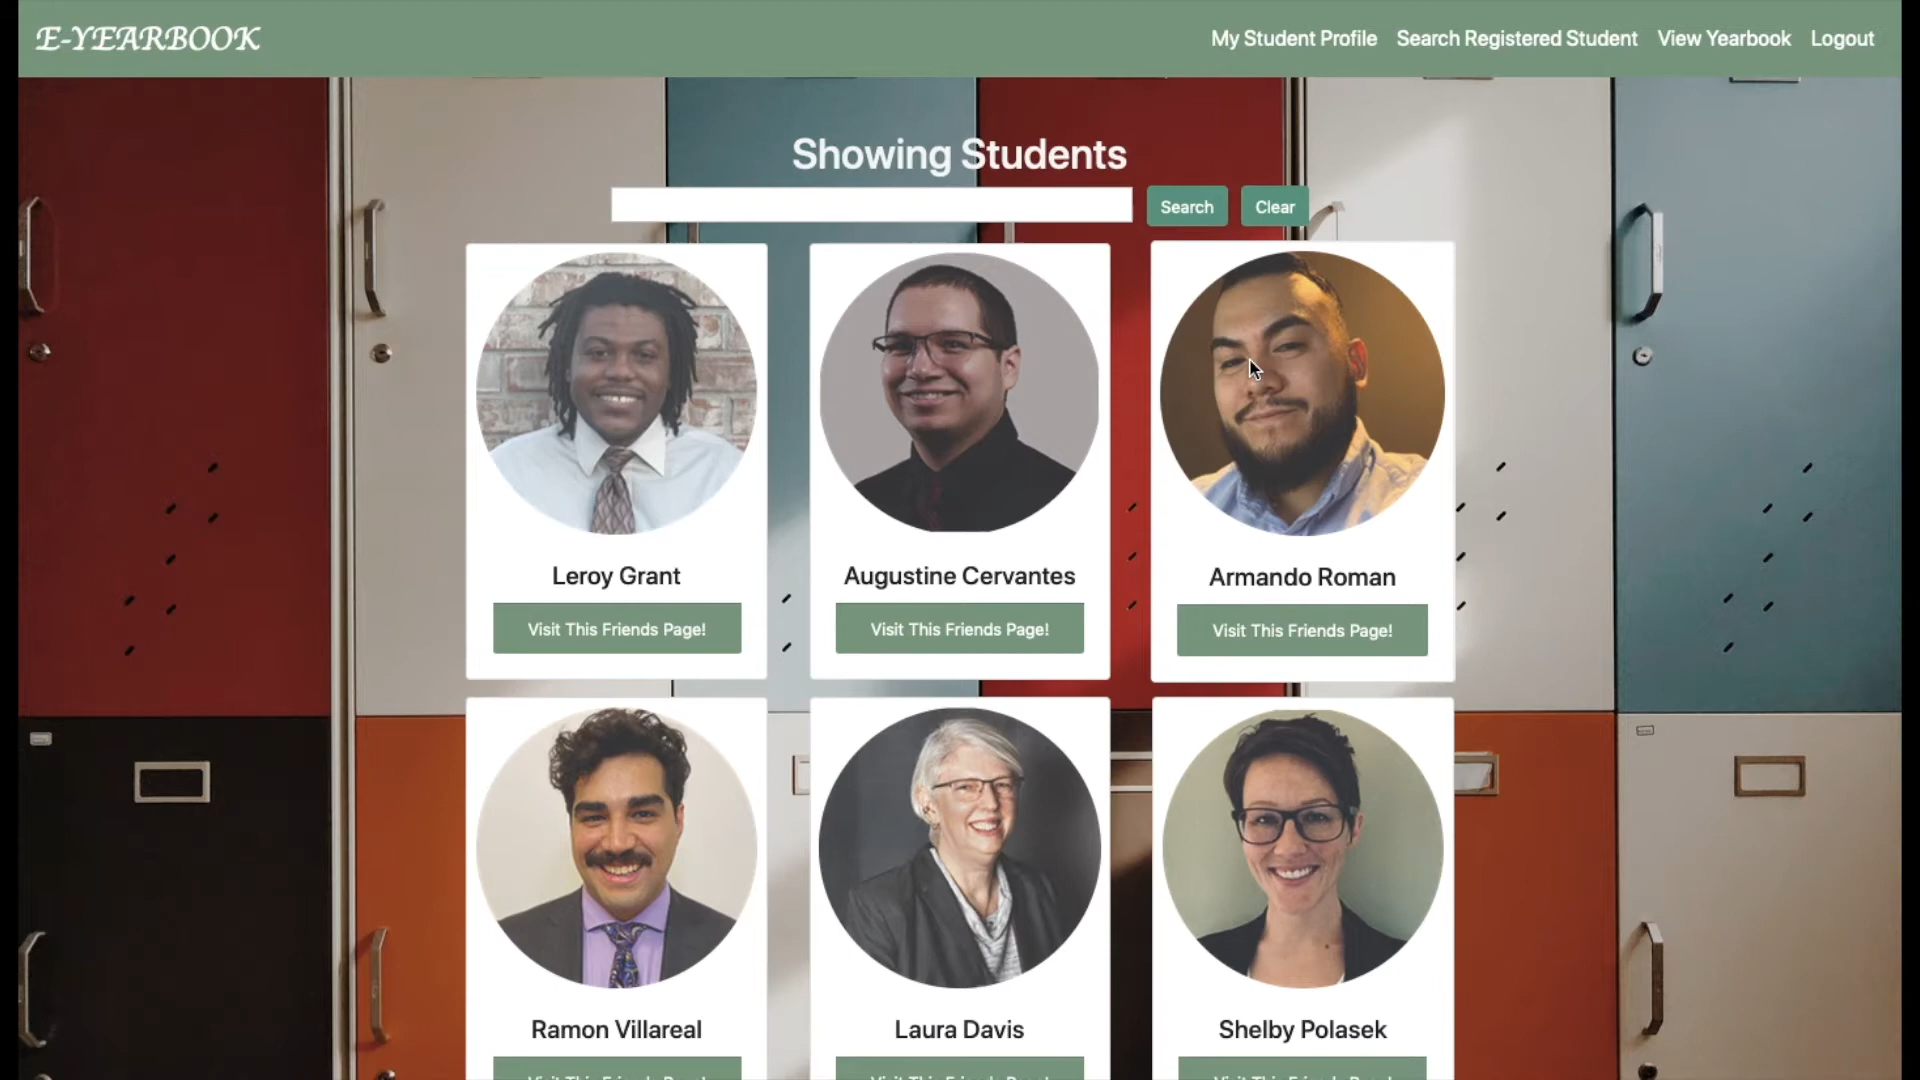 E-YEARBOOK
My Student Profile Search Registered Student View Yearbook Logout
Showing Students
Search Clear
Leroy Grant
Augustine Cervantes
Armando Roman
Visit This Friends Page!
Visit This Friends Page!
Visit This Friends Page!
Ramon Villareal
Laura Davis
Shelby Polasek